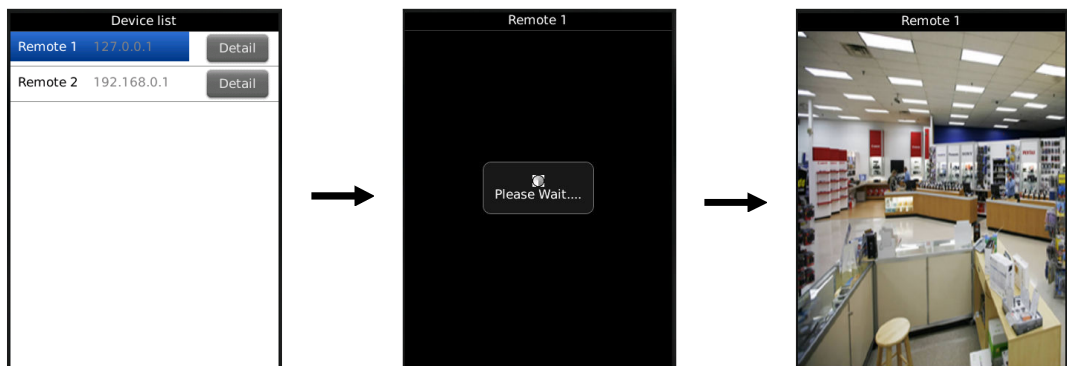 Device list
Remote 1 127.0.0.1 Detail
Remote 2 192.168.0.1 Detail
Remote 1
Please Wait....
Remote 1